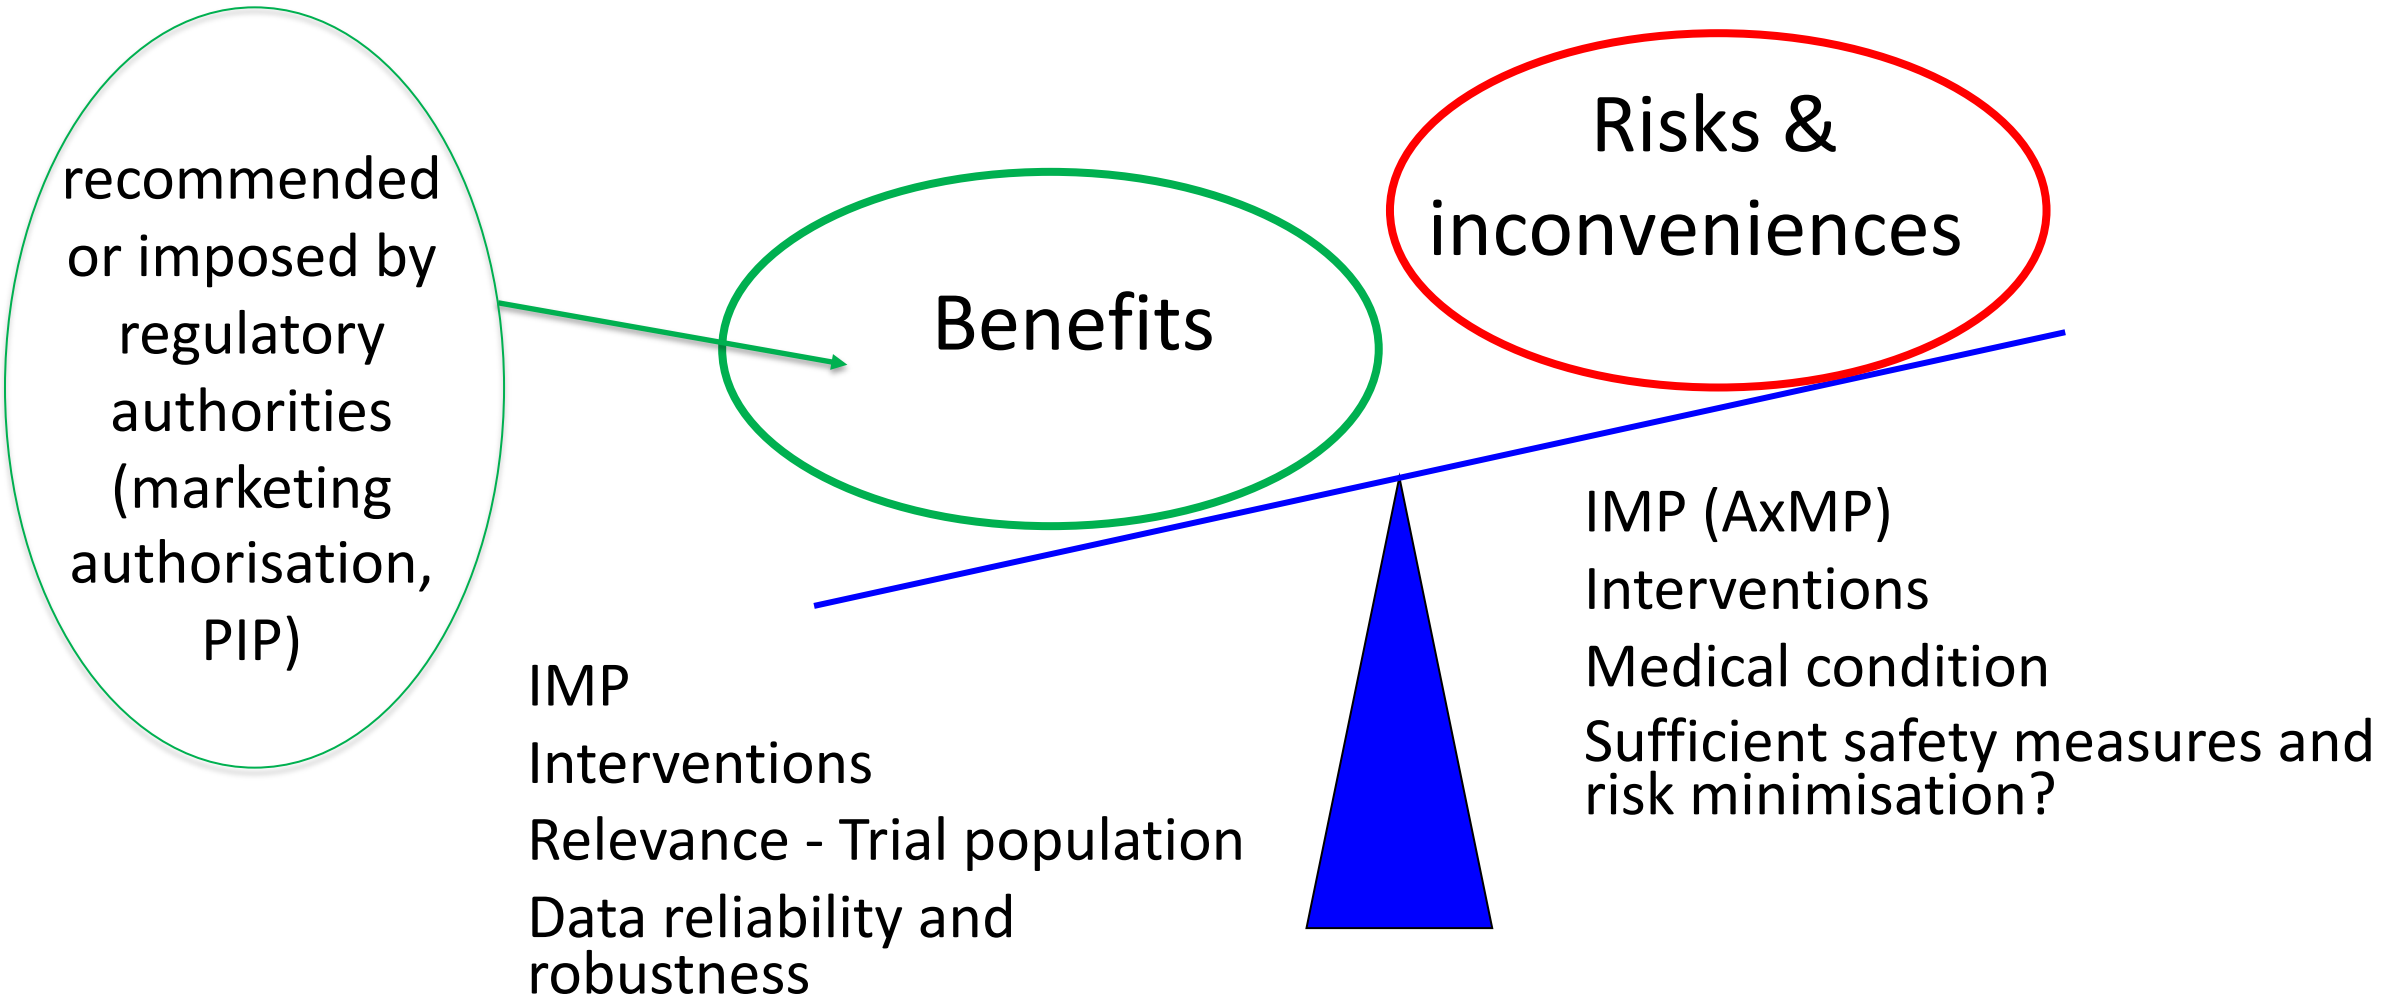 recommended
or imposed by
regulatory
authorities
(marketing
authorisation,
PIP)
Benefits
Risks &
inconveniences
IMP
Interventions
Relevance - Trial population
Data reliability and
robustness
IMP (AxMP)
Interventions
Medical condition
Sufficient safety measures and
risk minimisation?